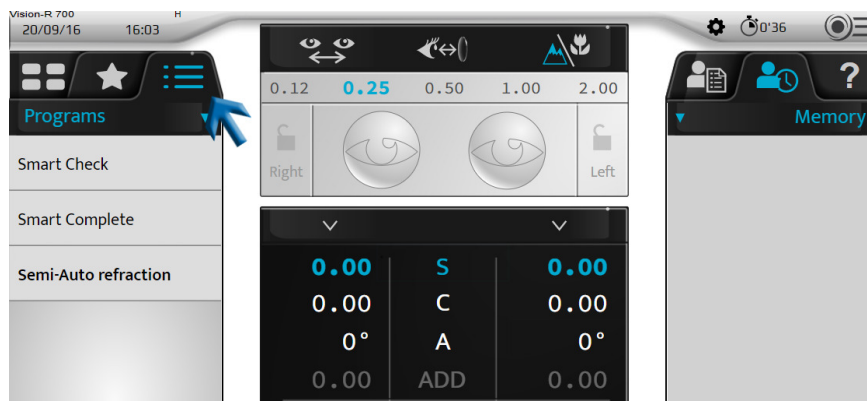 Vision-R 700
H
20/09/16 16:03
0'36
0.12 0.25 0.50 1.00 2.00
?
Programs
Memory
Right
Left
Smart Check
Smart Complete
Semi-Auto refraction
0.00 S 0.00
0.00 C 0.00
0° A 0°
0.00 ADD 0.00